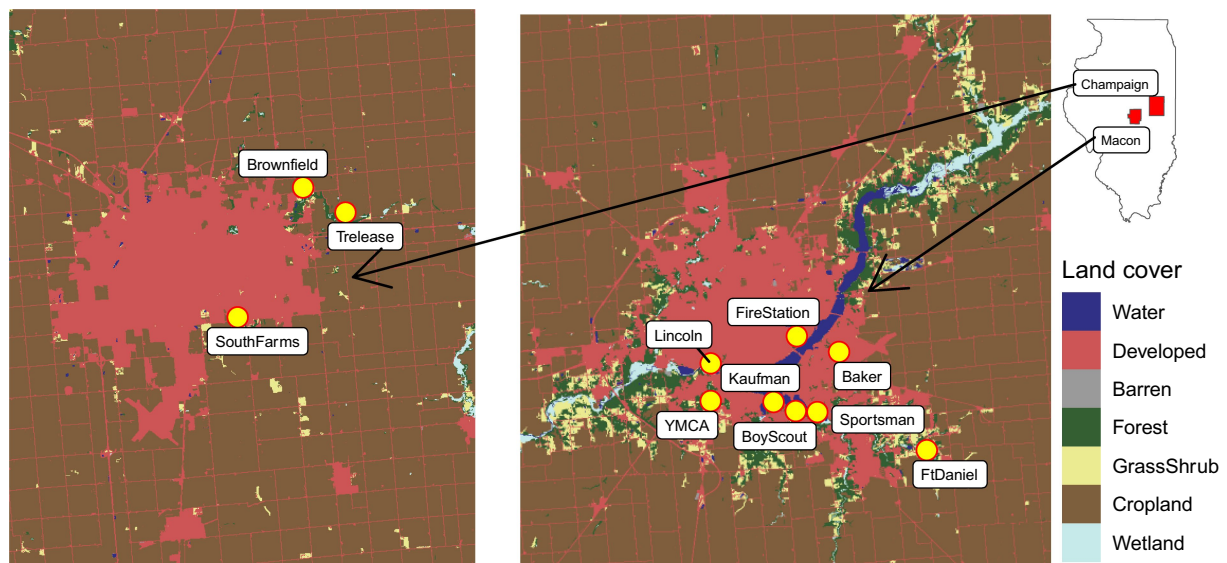 Brownfield
Trelease
SouthFarms
FireStation
Lincoln
Kaufman
Baker
YMCA
BoyScout
Sportsman
FtDaniel
Champaign
Macon
Land cover
Water
Developed
Barren
Forest
GrassShrub
Cropland
Wetland